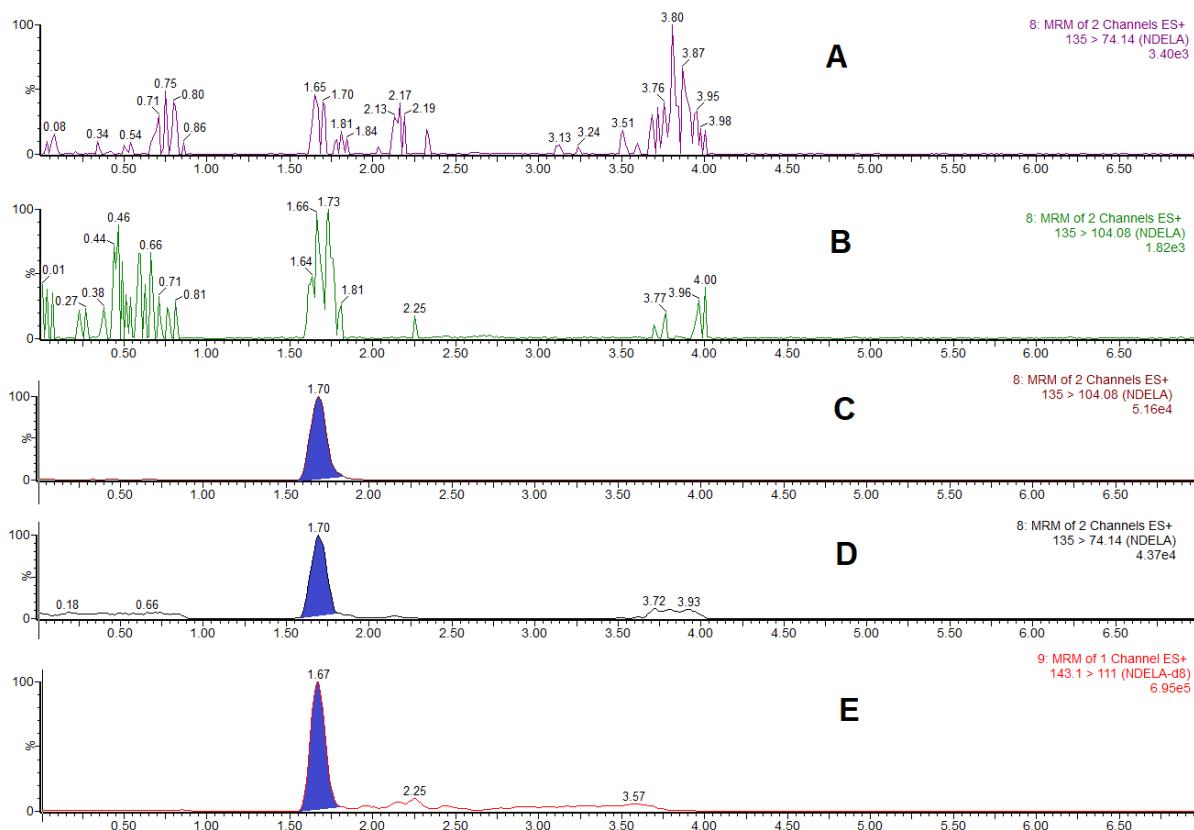 100
%
0
0.08
0.34
0.54
0.71
0.75
0.80
0.86
1.65
1.70
1.81
1.84
2.13
2.17
2.19
3.13
3.24
3.51
3.76
3.80
3.87
3.95
3.98
A
8: MRM of 2 Channels ES+
135 > 74.14 (NDELA)
3.40e3
0.50 1.00 1.50 2.00 2.50 3.00 3.50 4.00 4.50 5.00 5.50 6.00 6.50
100
%
0
0.01
0.27
0.38
0.44
0.46
0.66
0.71
0.81
1.64
1.66
1.73
1.81
2.25
3.77
3.96
4.00
B
8: MRM of 2 Channels ES+
135 > 104.08 (NDELA)
1.82e3
0.50 1.00 1.50 2.00 2.50 3.00 3.50 4.00 4.50 5.00 5.50 6.00 6.50
100
%
0
1.70
C
8: MRM of 2 Channels ES+
135 > 104.08 (NDELA)
5.16e4
0.50 1.00 1.50 2.00 2.50 3.00 3.50 4.00 4.50 5.00 5.50 6.00 6.50
100
%
0
0.18
0.66
1.70
3.72
3.93
D
8: MRM of 2 Channels ES+
135 > 74.14 (NDELA)
4.37e4
0.50 1.00 1.50 2.00 2.50 3.00 3.50 4.00 4.50 5.00 5.50 6.00 6.50
100
%
0
1.67
2.25
3.57
E
9: MRM of 1 Channel ES+
143.1 > 111 (NDELA-d8)
6.95e5
0.50 1.00 1.50 2.00 2.50 3.00 3.50 4.00 4.50 5.00 5.50 6.00 6.50